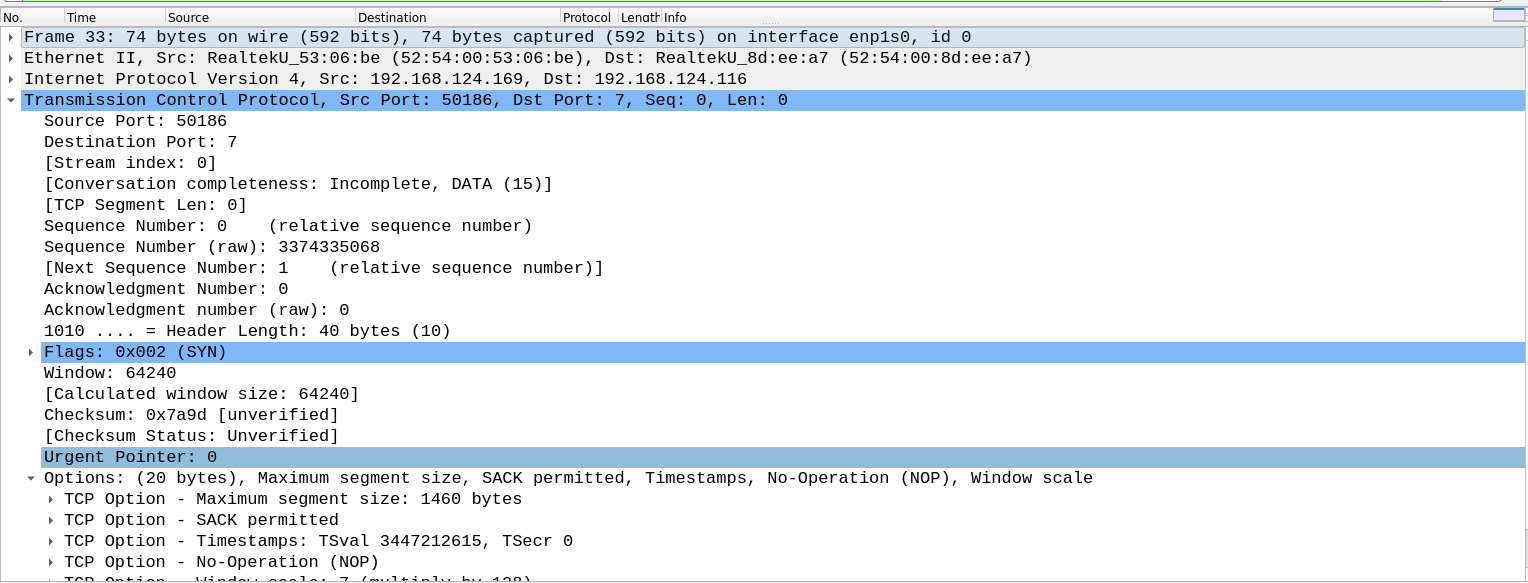 No. Time Source Destination Protocol Length Info
Frame 33: 74 bytes on wire (592 bits), 74 bytes captured (592 bits) on interface enp1s0, id 0
Ethernet II, Src: RealtekU_53:06:be (52:54:00:53:06:be), Dst: RealtekU_8d:ee:a7 (52:54:00:8d:ee:a7)
Internet Protocol Version 4, Src: 192.168.124.169, Dst: 192.168.124.116
Transmission Control Protocol, Src Port: 50186, Dst Port: 7, Seq: 0, Len: 0
Source Port: 50186
Destination Port: 7
[Stream index: 0]
[Conversation completeness: Incomplete, DATA (15)]
[TCP Segment Len: 0]
Sequence Number: 0    (relative sequence number)
Sequence Number (raw): 3374335068
[Next Sequence Number: 1    (relative sequence number)]
Acknowledgment Number: 0
Acknowledgment number (raw): 0
1010 .... = Header Length: 40 bytes (10)
Flags: 0x002 (SYN)
Window: 64240
[Calculated window size: 64240]
Checksum: 0x7a9d [unverified]
[Checksum Status: Unverified]
Urgent Pointer: 0
Options: (20 bytes), Maximum segment size, SACK permitted, Timestamps, No-Operation (NOP), Window scale
TCP Option - Maximum segment size: 1460 bytes
TCP Option - SACK permitted
TCP Option - Timestamps: TSval 3447212615, TSecr 0
TCP Option - No-Operation (NOP)
TCP Option - Window scale: 7 (multiply by 128)